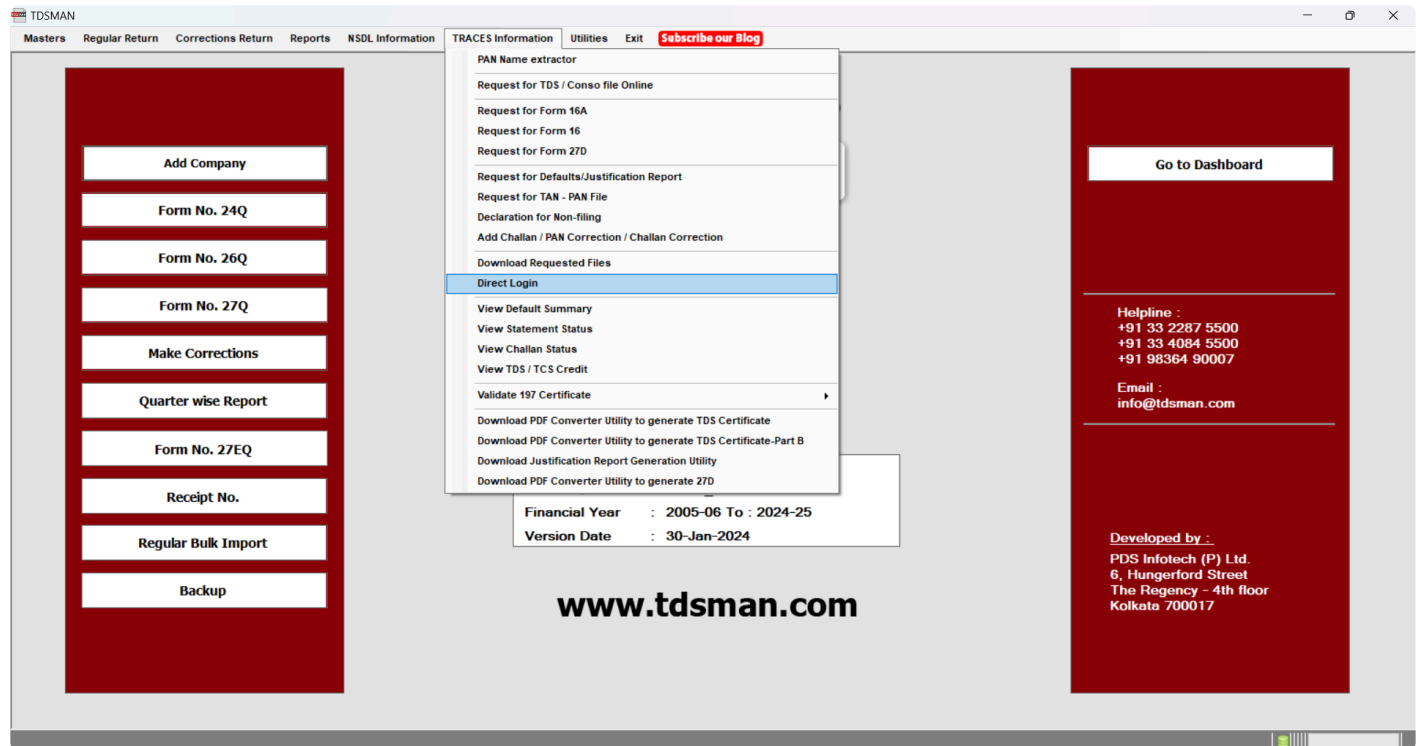 TDSMAN
Masters Regular Return Corrections Return Reports NSDL Information TRACES Information Utilities Exit Subscribe our Blog
PAN Name extractor
Request for TDS / Conso file Online
Request for Form 16A
Request for Form 16
Request for Form 27D
Request for Defaults/Justification Report
Request for TAN - PAN File
Declaration for Non-filing
Add Challan / PAN Correction / Challan Correction
Download Requested Files
Direct Login
View Default Summary
View Statement Status
View Challan Status
View TDS / TCS Credit
Validate 197 Certificate
Download PDF Converter Utility to generate TDS Certificate
Download PDF Converter Utility to generate TDS Certificate-Part B
Download Justification Report Generation Utility
Download PDF Converter Utility to generate 27D
Add Company
Form No. 24Q
Form No. 26Q
Form No. 27Q
Make Corrections
Quarter wise Report
Form No. 27EQ
Receipt No.
Regular Bulk Import
Backup
Financial Year : 2005-06 To : 2024-25
Version Date : 30-Jan-2024
www.tdsman.com
Go to Dashboard
Helpline :
+91 33 2287 5500
+91 33 4084 5500
+91 98364 90007
Email :
info@tdsman.com
Developed by :
PDS Infotech (P) Ltd.
6, Hungerford Street
The Regency - 4th floor
Kolkata 700017